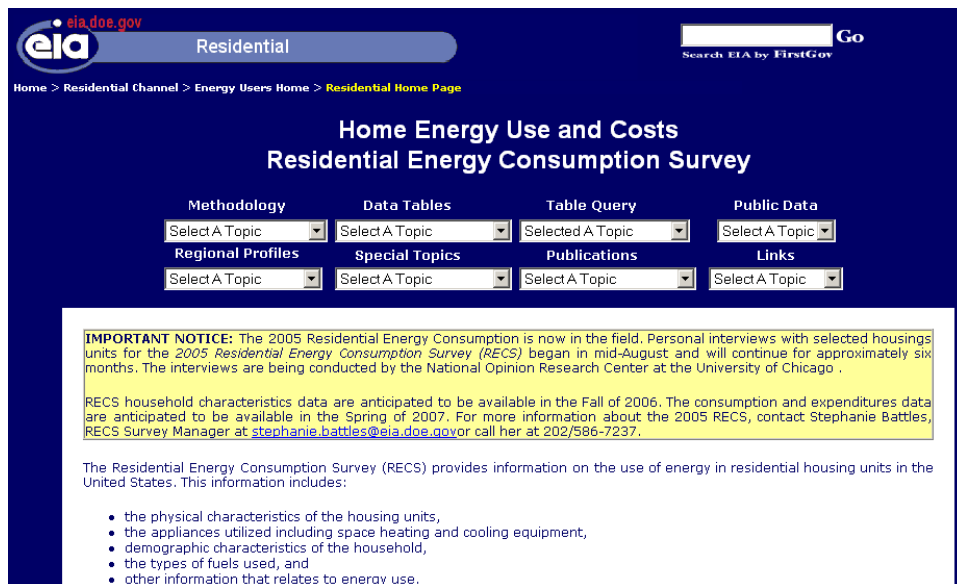 eia.doe.gov
eia
Residential
Go
Search EIA by FirstGov
Home > Residential Channel > Energy Users Home > Residential Home Page
Home Energy Use and Costs
Residential Energy Consumption Survey
Methodology Data Tables Table Query Public Data
Select A Topic Select A Topic Selected A Topic Select A Topic
Regional Profiles Special Topics Publications Links
Select A Topic Select A Topic Select A Topic Select A Topic
IMPORTANT NOTICE: The 2005 Residential Energy Consumption is now in the field. Personal interviews with selected housings
units for the 2005 Residential Energy Consumption Survey (RECS) began in mid-August and will continue for approximately six
months. The interviews are being conducted by the National Opinion Research Center at the University of Chicago .
RECS household characteristics data are anticipated to be available in the Fall of 2006. The consumption and expenditures data
are anticipated to be available in the Spring of 2007. For more information about the 2005 RECS, contact Stephanie Battles,
RECS Survey Manager at stephanie.battles@eia.doe.govor call her at 202/586-7237.
The Residential Energy Consumption Survey (RECS) provides information on the use of energy in residential housing units in the
United States. This information includes:
• the physical characteristics of the housing units,
• the appliances utilized including space heating and cooling equipment,
• demographic characteristics of the household,
• the types of fuels used, and
• other information that relates to energy use.